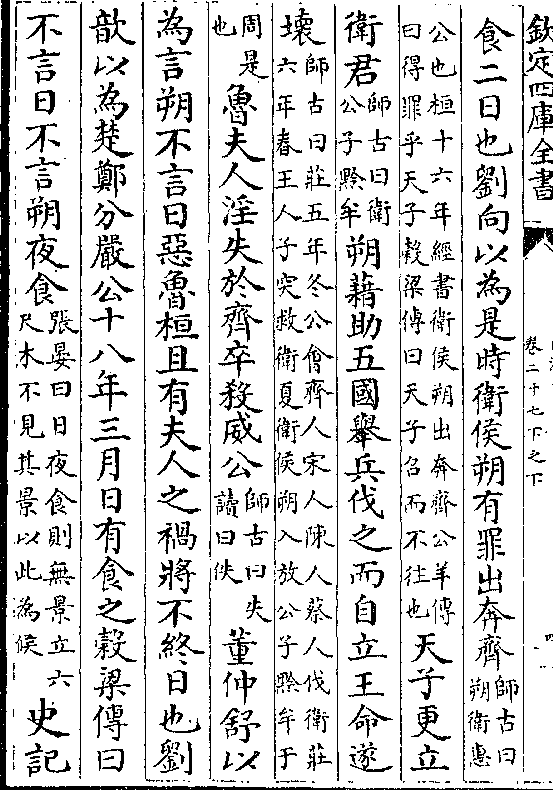 欽定四庫全書
卷二十七下之下
食二日也劉向以為是時衛侯朔有罪出奔齊師古曰朔衛惠
公也桓十六年經書衛侯朔出奔齊公羊傳曰得罪乎天子穀梁傳曰天子召而不往也天子更立
衛君師古曰衛公子黔牟朔藉助五國舉兵伐之而自立王命遂
壞師古曰莊五年冬公會齊人宋人陳人蔡人伐衛莊六年春王人子突救衛夏衛侯朔入放公子黔牟于
周是也魯夫人淫失於齊卒殺威公師古曰失讀曰佚董仲舒以
為言朔不言日惡魯桓且有夫人之禍將不終日也劉
歆以為楚鄭分嚴公十八年三月日有食之穀梁傳曰
不言日不言朔夜食張晏曰日夜食則無景立六尺木不見其景以此為候史記